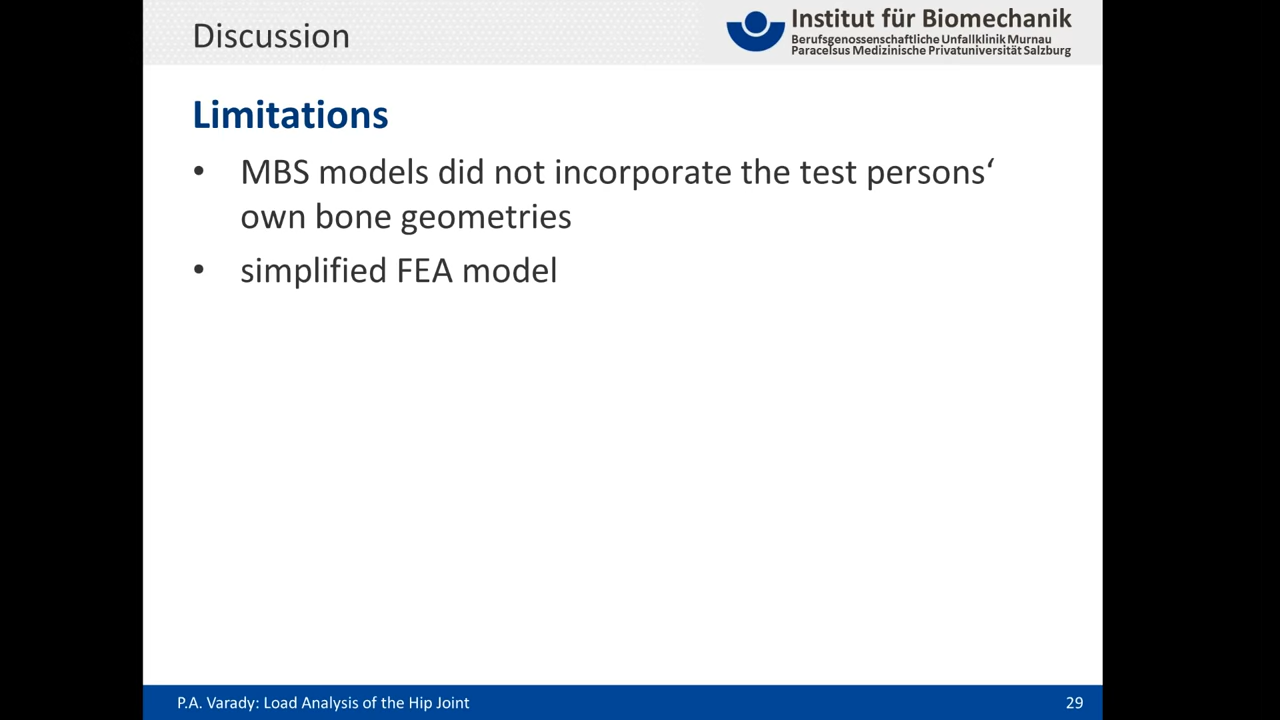 Discussion
Institut für Biomechanik
Berufsgenossenschaftliche Unfallklinik Murnau
Paracelsus Medizinische Privatuniversität Salzburg
Limitations
• MBS models did not incorporate the test persons‘
own bone geometries
• simplified FEA model
P.A. Varady: Load Analysis of the Hip Joint
29